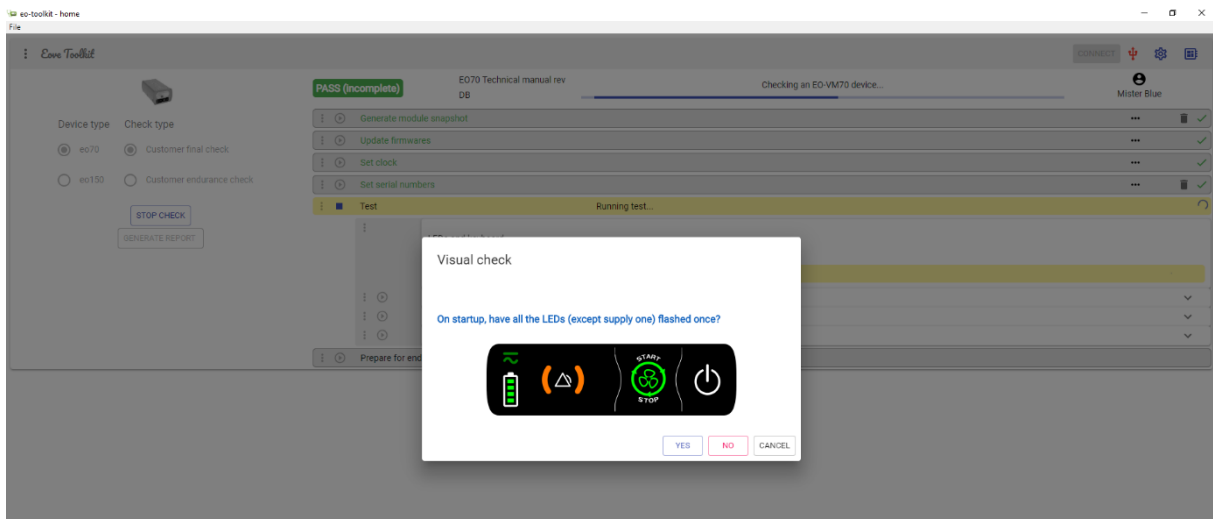 eo-toolkit - home
File
Eove Toolkit
CONNECT
PASS (incomplete)
EO70 Technical manual rev
DB
Checking an EO-VM70 device...
Mister Blue
Device type
Check type
eo70
Customer final check
eo150
Customer endurance check
STOP CHECK
GENERATE REPORT
Generate module snapshot
Update firmwares
Set clock
Set serial numbers
Test
Running test...
Visual check
On startup, have all the LEDs (except supply one) flashed once?
START
STOP
YES
NO
CANCEL
Prepare for end